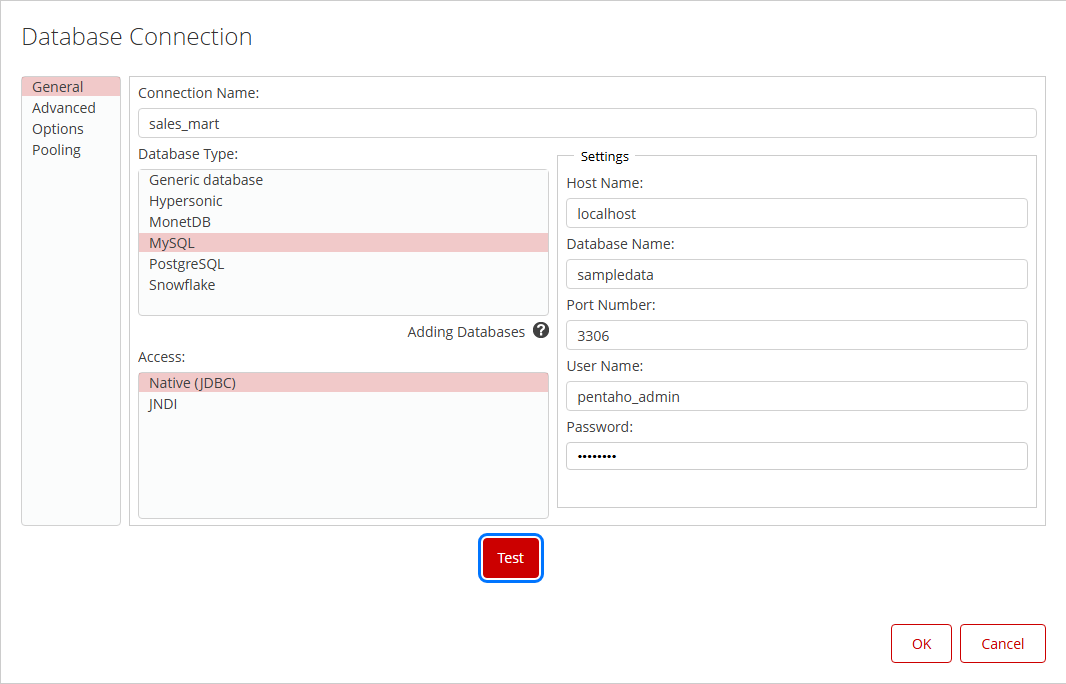 Database Connection
General
Advanced
Options
Pooling
Connection Name:
sales_mart
Database Type:
Generic database
Hypersonic
MonetDB
MySQL
PostgreSQL
Snowflake
Adding Databases ?
Access:
Native (JDBC)
JNDI
Settings
Host Name:
localhost
Database Name:
sampledata
Port Number:
3306
User Name:
pentaho_admin
Password:
••••••••
Test
OK
Cancel